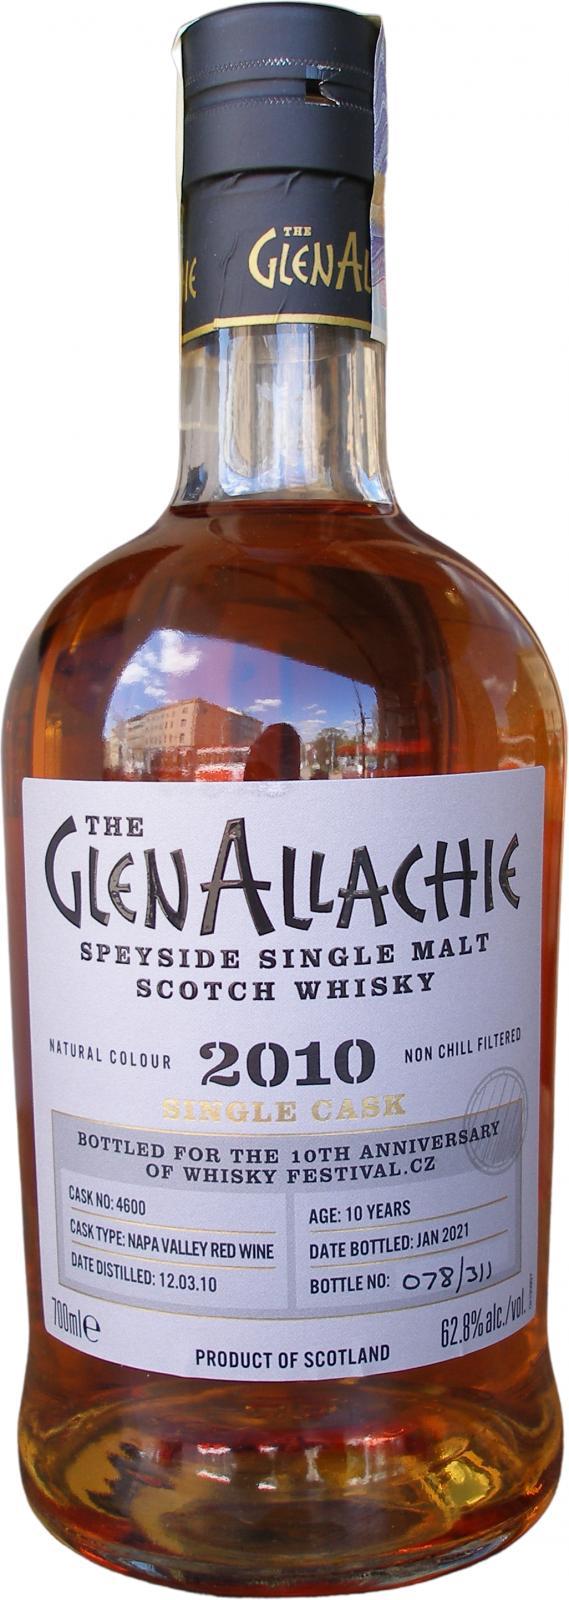 THE
GLENAL
IE
THE
GLENALLACHIE
SPEYSIDE SINGLE MALT
SCOTCH WHISKY
NATURAL COLOUR 2010 NON CHILL FILTERED
SINGLE CASK
BOTTLED FOR THE 10TH ANNIVERSARY
OF WHISKY FESTIVAL.CZ
CASK NO: 4600
CASK TYPE: NAPA VALLEY RED WINE
DATE DISTILLED: 12.03.10
AGE: 10 YEARS
DATE BOTTLED: JAN 2021
BOTTLE NO: 078/311
700ml℮
62.8% alc./vol.
PRODUCT OF SCOTLAND